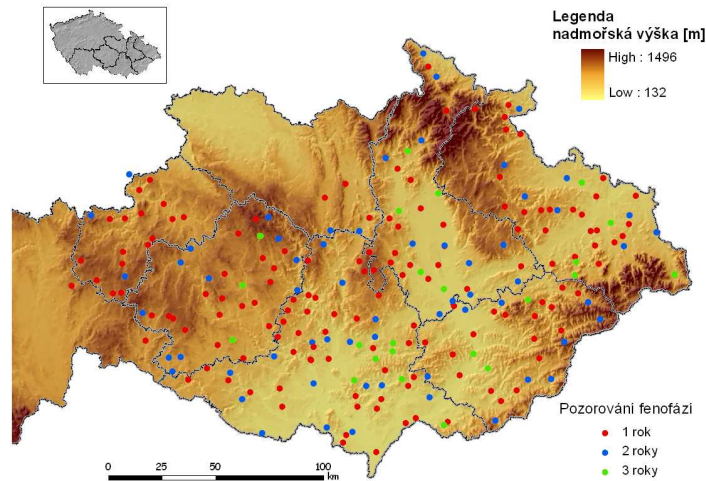 Legenda
nadmořská výška [m]
High : 1496
Low : 132
Pozorování fenofází
1 rok
2 roky
3 roky
0 25 50 100
km